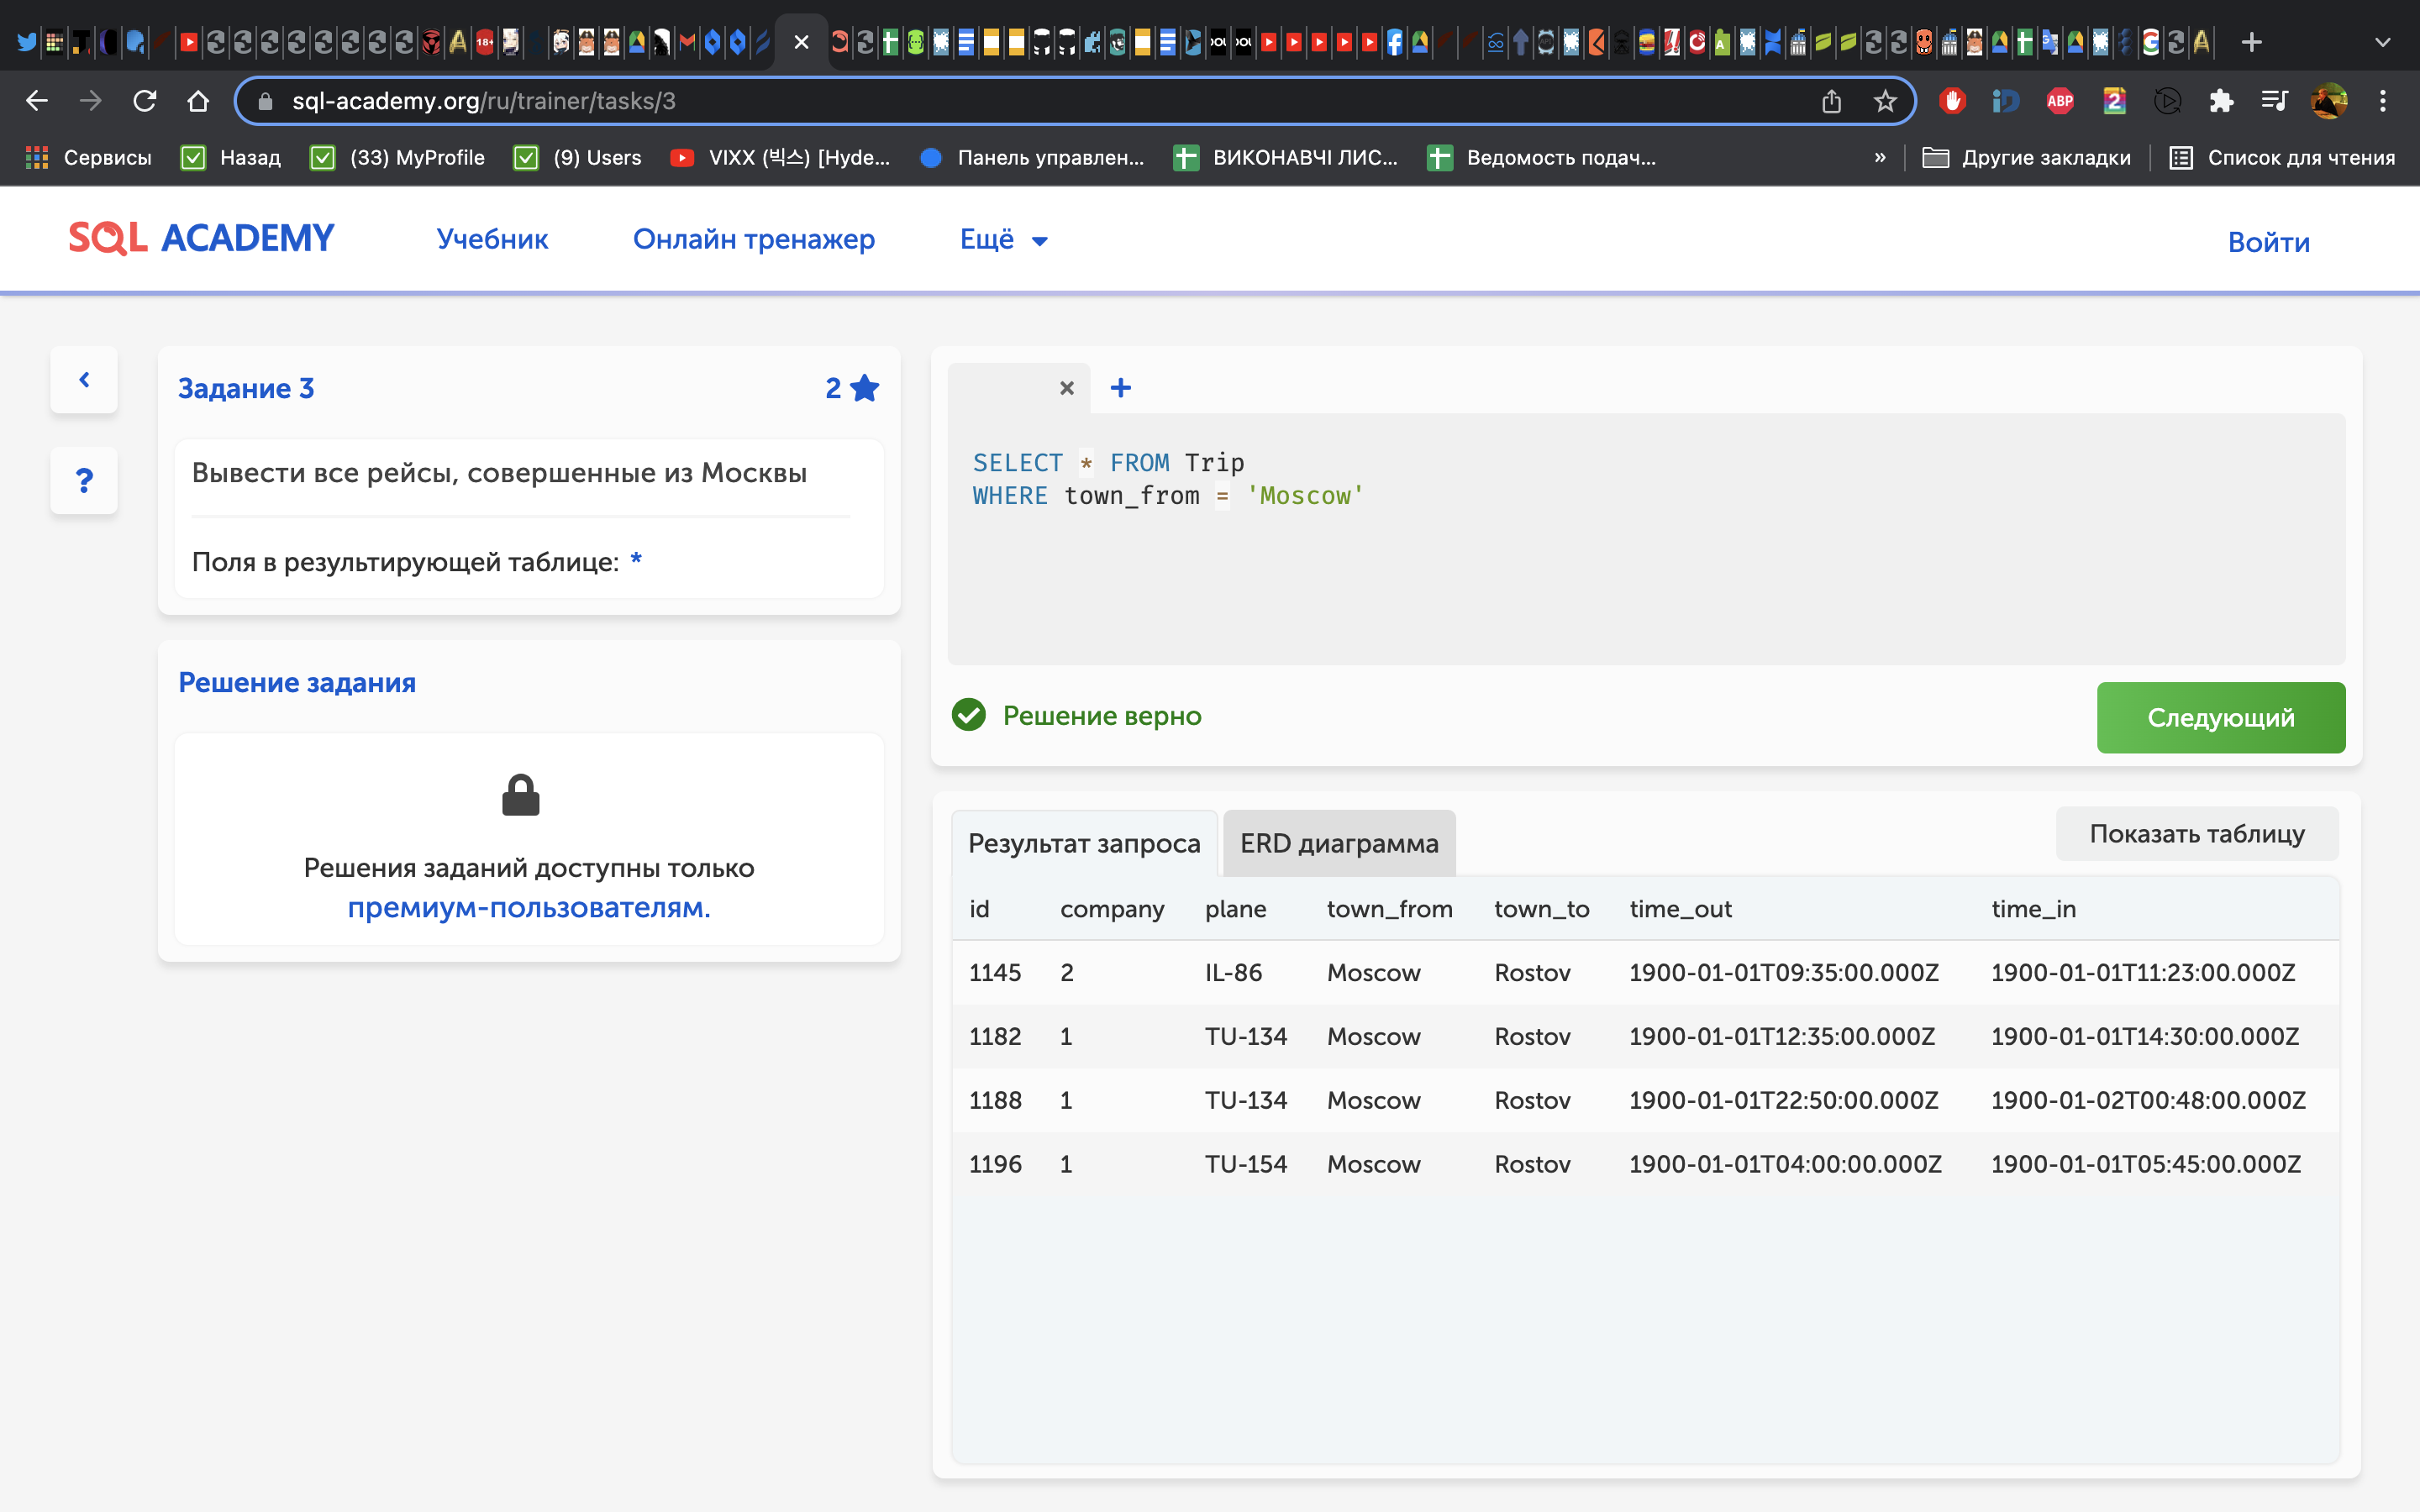 sql-academy.org/ru/trainer/tasks/3
Сервисы
Назад
(33) MyProfile
(9) Users
VIXX (빅스) [Hyde...
Панель управлен...
ВИКОНАВЧІ ЛИС...
Ведомость подач...
»
Другие закладки
Список для чтения
SQL ACADEMY
Учебник
Онлайн тренажер
Ещё
Войти
Задание 3
2
Вывести все рейсы, совершенные из Москвы
Поля в результирующей таблице: *
Решение задания
Решения заданий доступны только
премиум-пользователям.
SELECT * FROM Trip
WHERE town_from = 'Moscow'
Решение верно
Следующий
Результат запроса
ERD диаграмма
Показать таблицу
id company plane town_from town_to time_out time_in
1145 2 IL-86 Moscow Rostov 1900-01-01T09:35:00.000Z 1900-01-01T11:23:00.000Z
1182 1 TU-134 Moscow Rostov 1900-01-01T12:35:00.000Z 1900-01-01T14:30:00.000Z
1188 1 TU-134 Moscow Rostov 1900-01-01T22:50:00.000Z 1900-01-02T00:48:00.000Z
1196 1 TU-154 Moscow Rostov 1900-01-01T04:00:00.000Z 1900-01-01T05:45:00.000Z